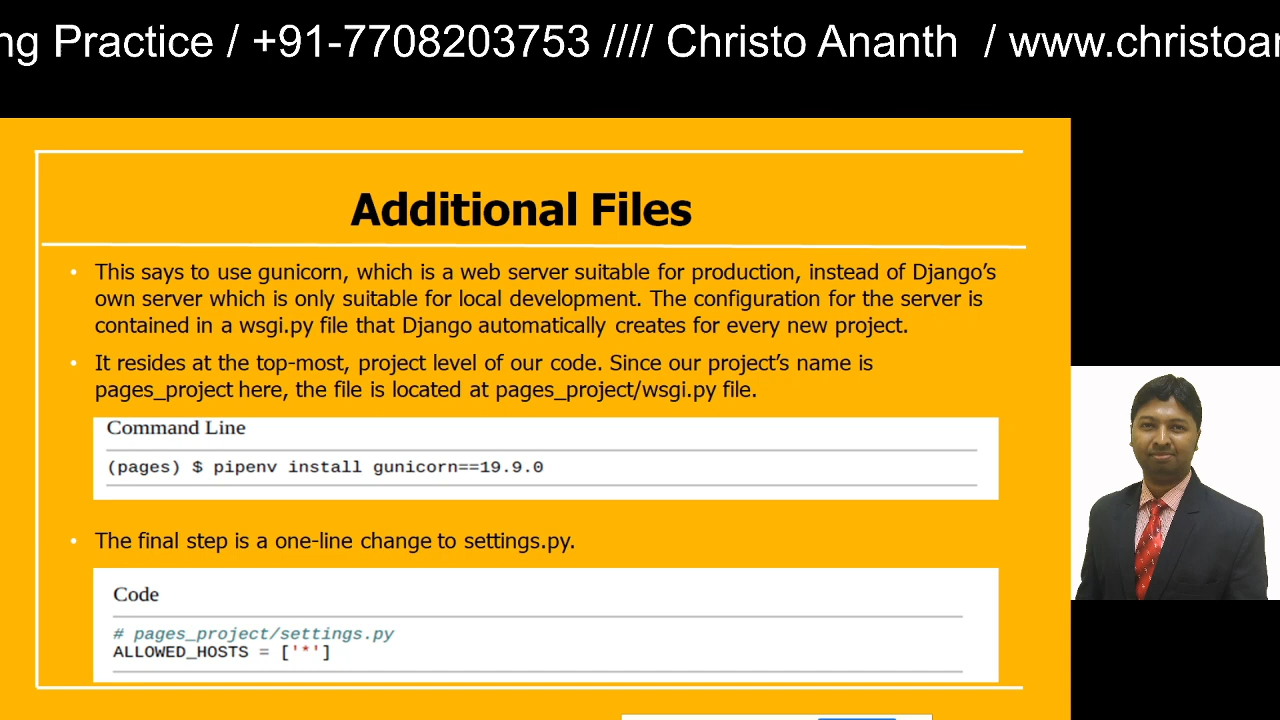 ng Practice / +91-7708203753 //// Christo Ananth / www.christoar
Additional Files
• This says to use gunicorn, which is a web server suitable for production, instead of Django’s
own server which is only suitable for local development. The configuration for the server is
contained in a wsgi.py file that Django automatically creates for every new project.
• It resides at the top-most, project level of our code. Since our project’s name is
pages_project here, the file is located at pages_project/wsgi.py file.
Command Line
(pages) $ pipenv install gunicorn==19.9.0
• The final step is a one-line change to settings.py.
Code
# pages_project/settings.py
ALLOWED_HOSTS = ['*']